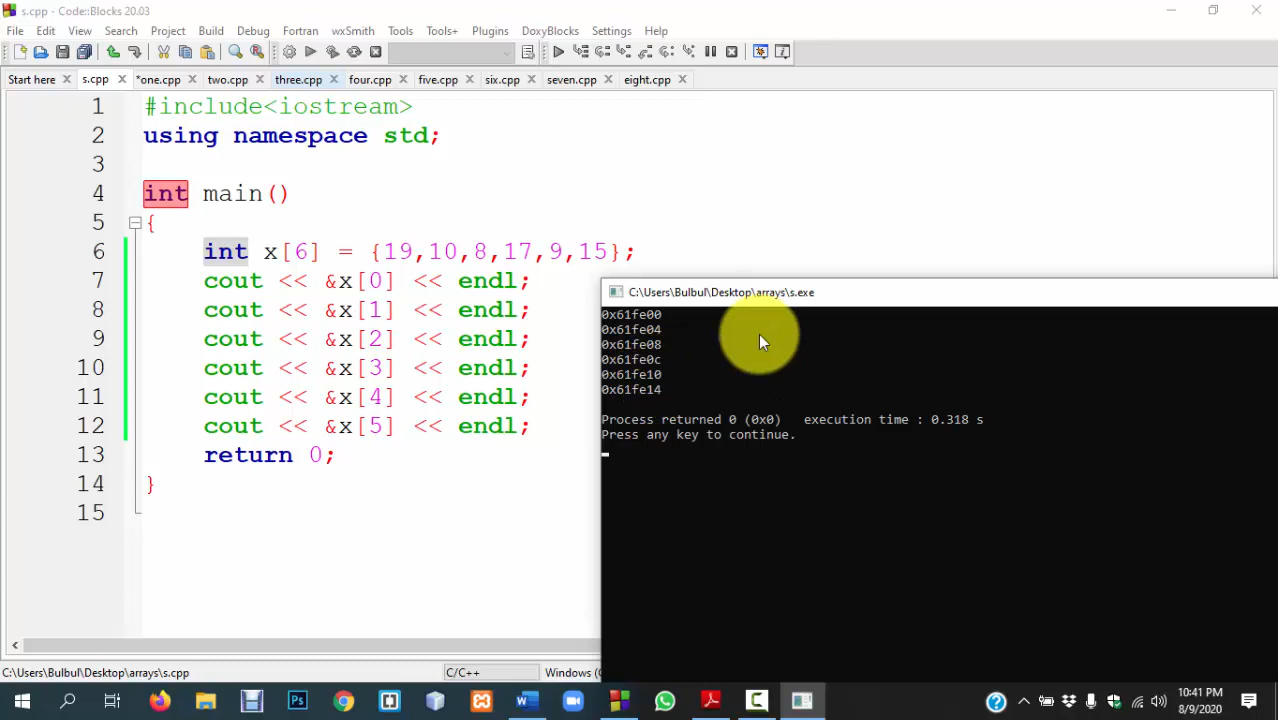 s.cpp - Code::Blocks 20.03
File Edit View Search Project Build Debug Fortran wxSmith Tools Tools+ Plugins DoxyBlocks Settings Help
Start here s.cpp *one.cpp two.cpp three.cpp four.cpp five.cpp six.cpp seven.cpp eight.cpp
1 #include<iostream>
2 using namespace std;
3
4 int main()
5 {
6 int x[6] = {19,10,8,17,9,15};
7 cout << &x[0] << endl;
8 cout << &x[1] << endl;
9 cout << &x[2] << endl;
10 cout << &x[3] << endl;
11 cout << &x[4] << endl;
12 cout << &x[5] << endl;
13 return 0;
14 }
15
C:\Users\Bulbul\Desktop\arrays\s.exe
0x61fe00
0x61fe04
0x61fe08
0x61fe0c
0x61fe10
0x61fe14
Process returned 0 (0x0) execution time : 0.318 s
Press any key to continue.
C:\Users\Bulbul\Desktop\arrays\s.cpp C/C++ Windows (C
10:41 PM
8/9/2020